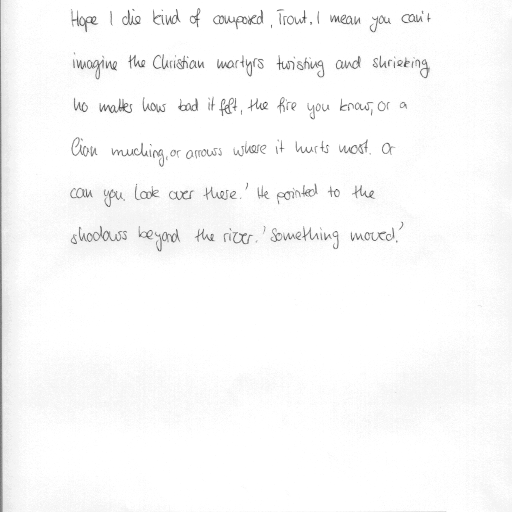 Hope I die kind of composed, Trout, I mean you can't
imagine the Christian martyrs twisting and shrieking
no matter how bad it felt, the fire you know, or a
lion muching, or arrows where it hurts most. Or
can you. Look over there.' He pointed to the
shadows beyond the river. 'Something moved.'